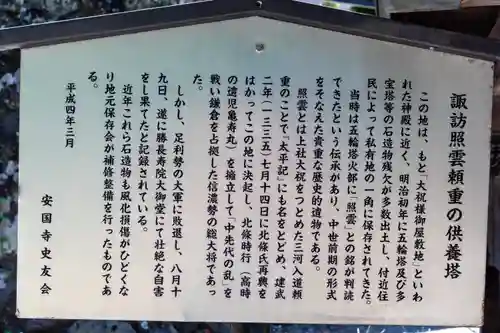 諏訪照雲頼重の供養塔
この地は、もと「大祝様御屋敷地」といわ
れた神殿に近く、明治初年に五輪塔及び多
宝塔等の石造物残欠が多数出土し、付近住
民によって私有地の一角に保存されてきた。
当時は五輪塔火部に「照雲」との銘が判読
できたという伝承があり、中世前期の形式
をそなえた貴重な歴史的遺物である。
照雲とは上社大祝をつとめた三河入道頼
重のことで『太平記』にも名をとどめ、建武
二年(一三三五)七月十四日に北條氏再興を
はかってこの地に決起し、北條時行(高時
の遺児亀寿丸)を擁立して「中先代の乱」を
戦い鎌倉を占拠した信濃勢の総大将であっ
た。
しかし、足利勢の大軍に敗退し、八月十
九日、遂に勝長寿院大御堂にて壮絶な自害
をし果てたと記録されている。
近年これら石造物も風化損傷がひどくな
り地元保存会が補修整備を行ったものであ
る。
平成四年三月
安国寺史友会